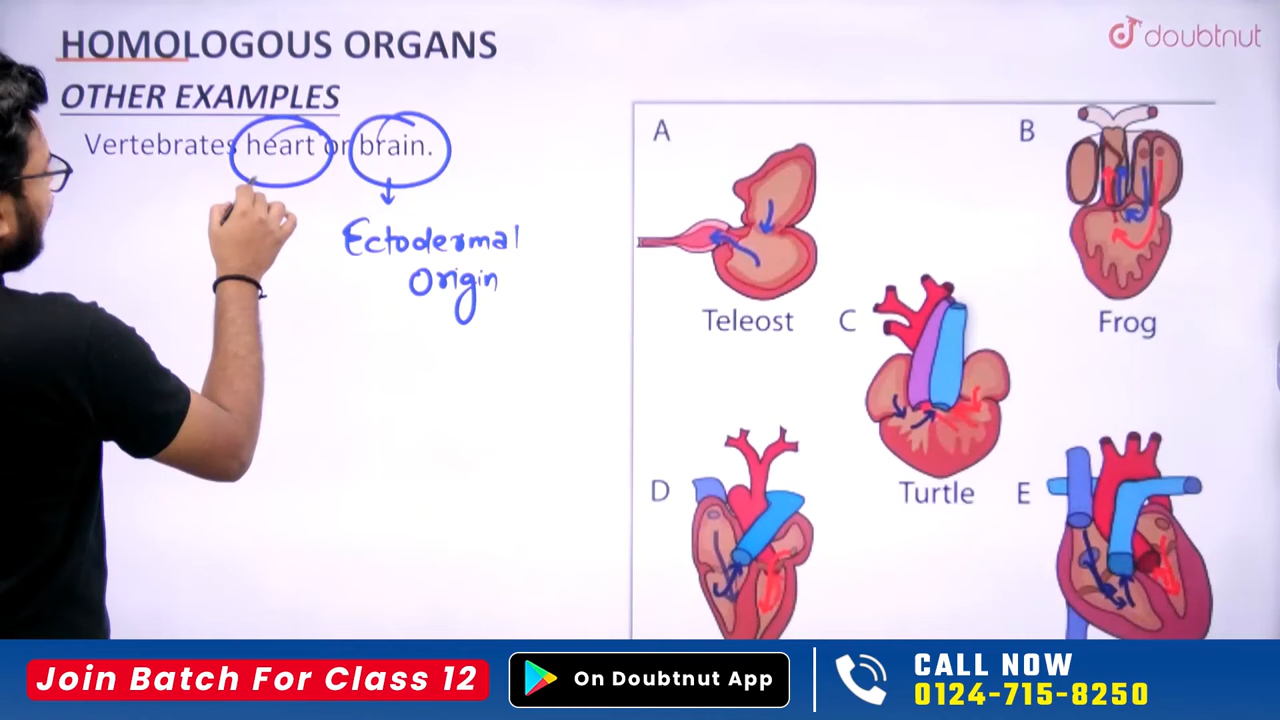 HOMOLOGOUS ORGANS
doubtnut
OTHER EXAMPLES
Vertebrates heart or brain.
Ectodermal
Origin
A
B
Teleost
C
Frog
D
Turtle
E
Join Batch For Class 12
On Doubtnut App
CALL NOW
0124-715-8250